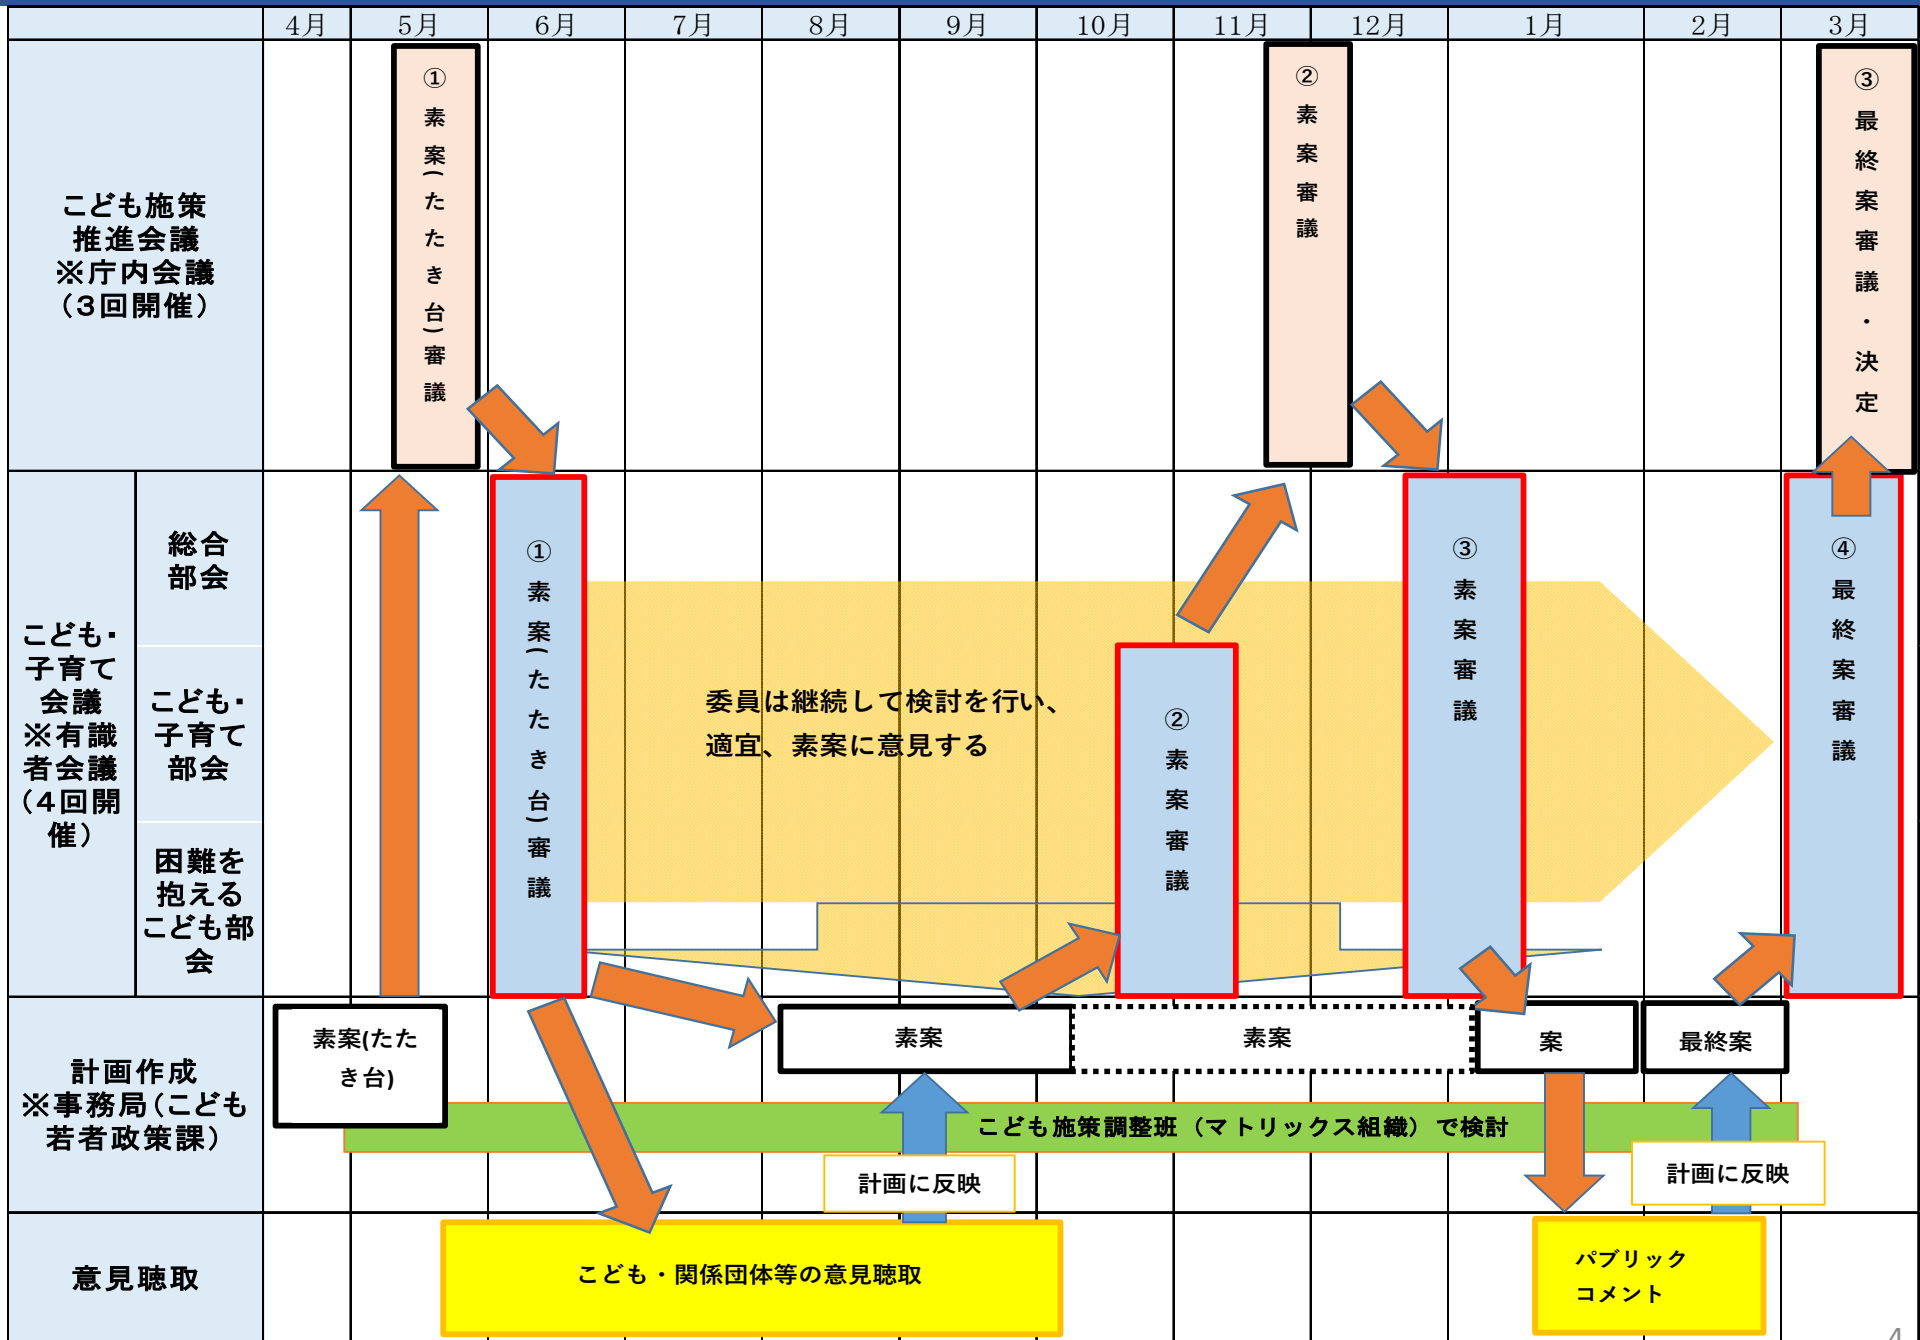 4月 5月 6月 7月 8月 9月 10月 11月 12月 1月 2月 3月
こども施策
推進会議
※庁内会議
（3回開催）
①素案(たたき台)審議
②素案審議
③最終案審議・決定
こども・
子育て
会議
※有識
者会議
（4回開
催）
総合
部会
こども・
子育て
部会
困難を
抱える
こども部
会
①素案(たたき台)審議
委員は継続して検討を行い、
適宜、素案に意見する
②素案審議
③素案審議
④最終案審議
計画作成
※事務局（こども
若者政策課）
素案(たた
き台)
素案
素案
案
最終案
こども施策調整班（マトリックス組織）で検討
計画に反映
計画に反映
意見聴取
こども・関係団体等の意見聴取
パブリック
コメント
4